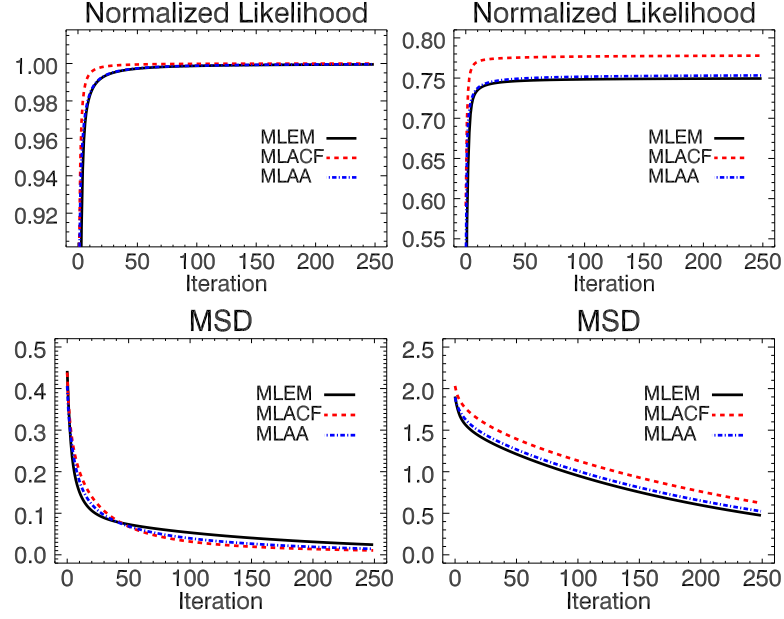 Normalized Likelihood
1.00
0.98
0.96
0.94
0.92
MLEM
MLACF
MLAA
0 50 100 150 200 250
Iteration
Normalized Likelihood
0.80
0.75
0.70
0.65
0.60
0.55
MLEM
MLACF
MLAA
0 50 100 150 200 250
Iteration
MSD
0.5
0.4
0.3
0.2
0.1
0.0
MLEM
MLACF
MLAA
0 50 100 150 200 250
Iteration
MSD
2.5
2.0
1.5
1.0
0.5
0.0
MLEM
MLACF
MLAA
0 50 100 150 200 250
Iteration